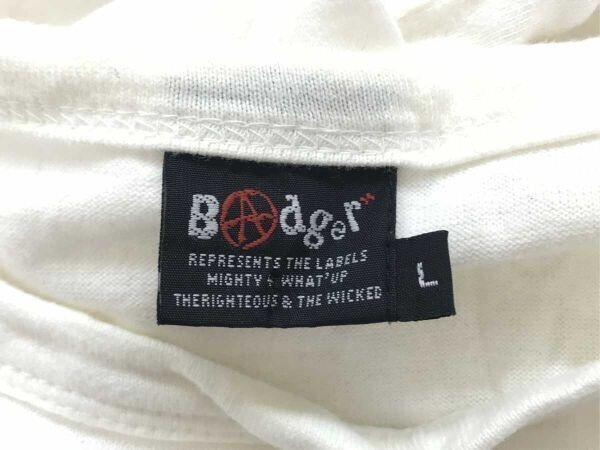 BAdger"
REPRESENTS THE LABELS
MIGHTY & WHAT'UP
THERIGHTEOUS & THE WICKED
L